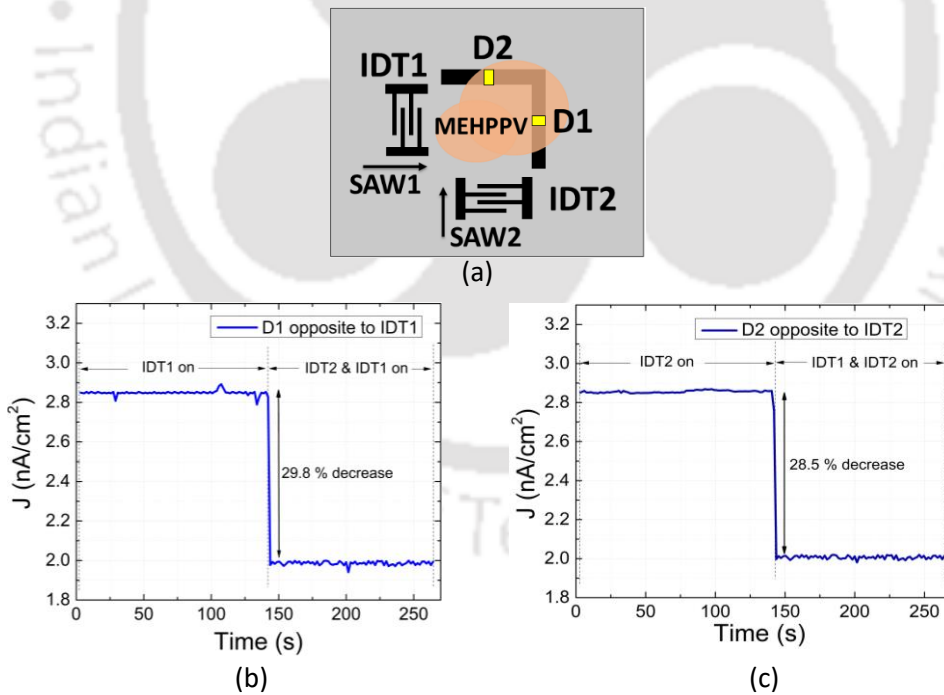 • Indian
D2
IDT1
MEHPPV
D1
SAW1
IDT2
SAW2
(a)
D1 opposite to IDT1
IDT1 on
IDT2 & IDT1 on
29.8 % decrease
J (nA/cm²)
3.2
3.0
2.8
2.6
2.4
2.2
2.0
1.8
0 50 100 150 200 250
Time (s)
(b)
D2 opposite to IDT2
IDT2 on
IDT1 & IDT2 on
28.5 % decrease
J (nA/cm²)
3.2
3.0
2.8
2.6
2.4
2.2
2.0
1.8
0 50 100 150 200 250
Time (s)
(c)